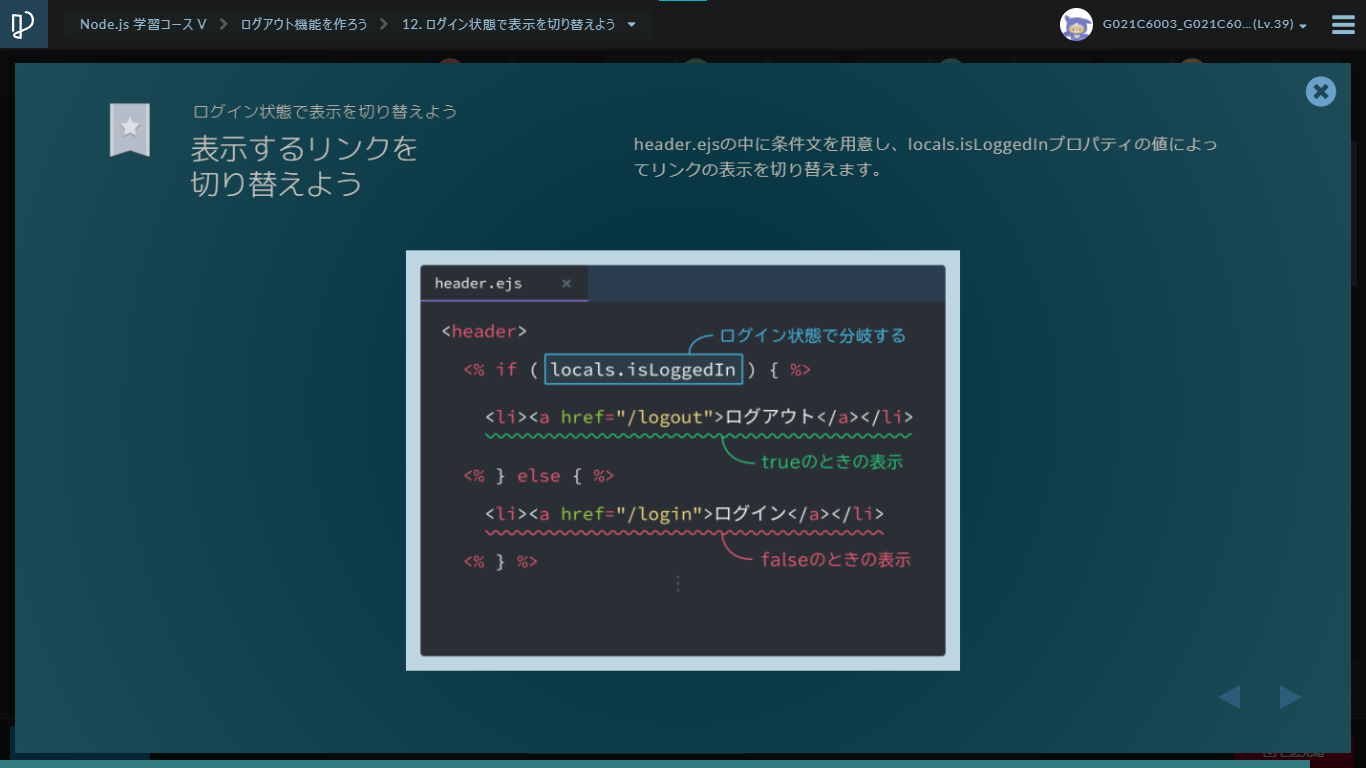 Node.js 学習コース V
ログアウト機能を作ろう
12. ログイン状態で表示を切り替えよう
G021C6003_G021C60...(Lv.39)
ログイン状態で表示を切り替えよう
表示するリンクを
切り替えよう
header.ejsの中に条件文を用意し、locals.isLoggedInプロパティの値によっ
てリンクの表示を切り替えます。
header.ejs
<header>
ログイン状態で分岐する
<% if ( locals.isLoggedIn ) { %>
<li><a href="/logout">ログアウト</a></li>
trueのときの表示
<% } else { %>
<li><a href="/login">ログイン</a></li>
falseのときの表示
<% } %>